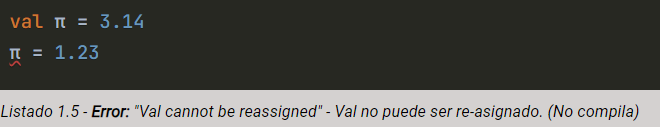 val π = 3.14
π = 1.23
Listado 1.5 - Error: "Val cannot be reassigned" - Val no puede ser re-asignado. (No compila)